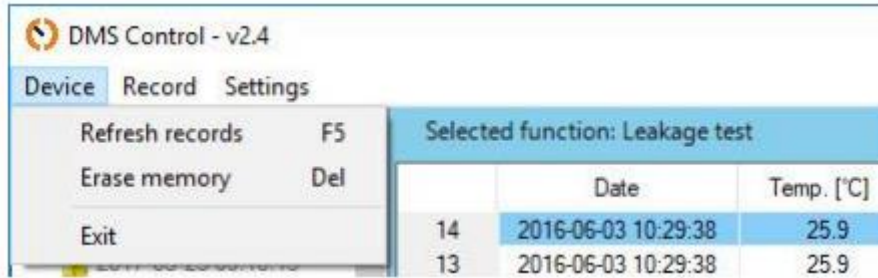 DMS Control - v2.4
Device Record Settings
Refresh records F5
Erase memory Del
Exit
Selected function: Leakage test
Date Temp. [°C]
14 2016-06-03 10:29:38 25.9
13 2016-06-03 10:29:38 25.9